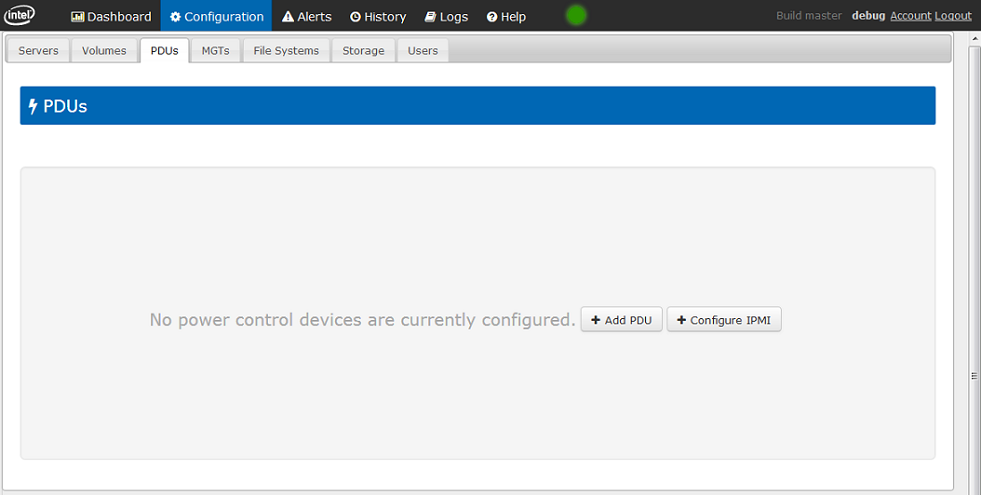 intel Dashboard Configuration Alerts History Logs Help Build master debug Account Logout
Servers Volumes PDUs MGTs File Systems Storage Users
PDUs
No power control devices are currently configured. + Add PDU + Configure IPMI